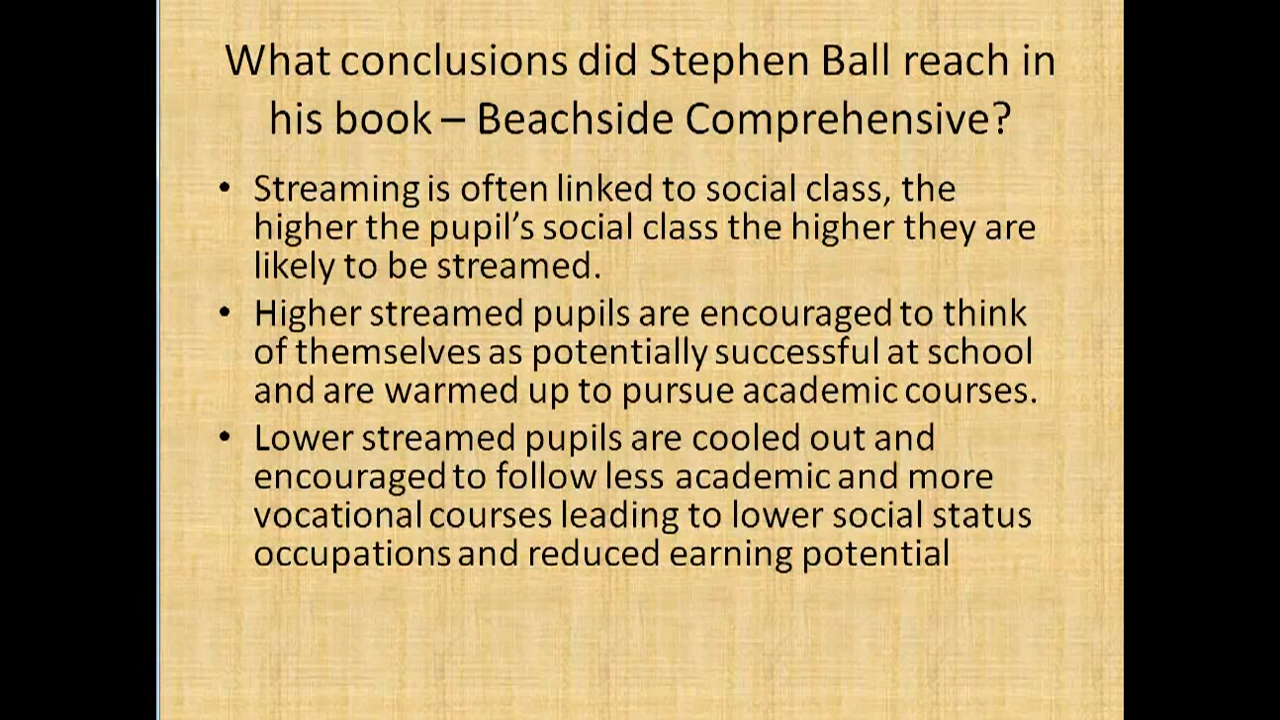 What conclusions did Stephen Ball reach in
his book – Beachside Comprehensive?
• Streaming is often linked to social class, the
higher the pupil’s social class the higher they are
likely to be streamed.
• Higher streamed pupils are encouraged to think
of themselves as potentially successful at school
and are warmed up to pursue academic courses.
• Lower streamed pupils are cooled out and
encouraged to follow less academic and more
vocational courses leading to lower social status
occupations and reduced earning potential